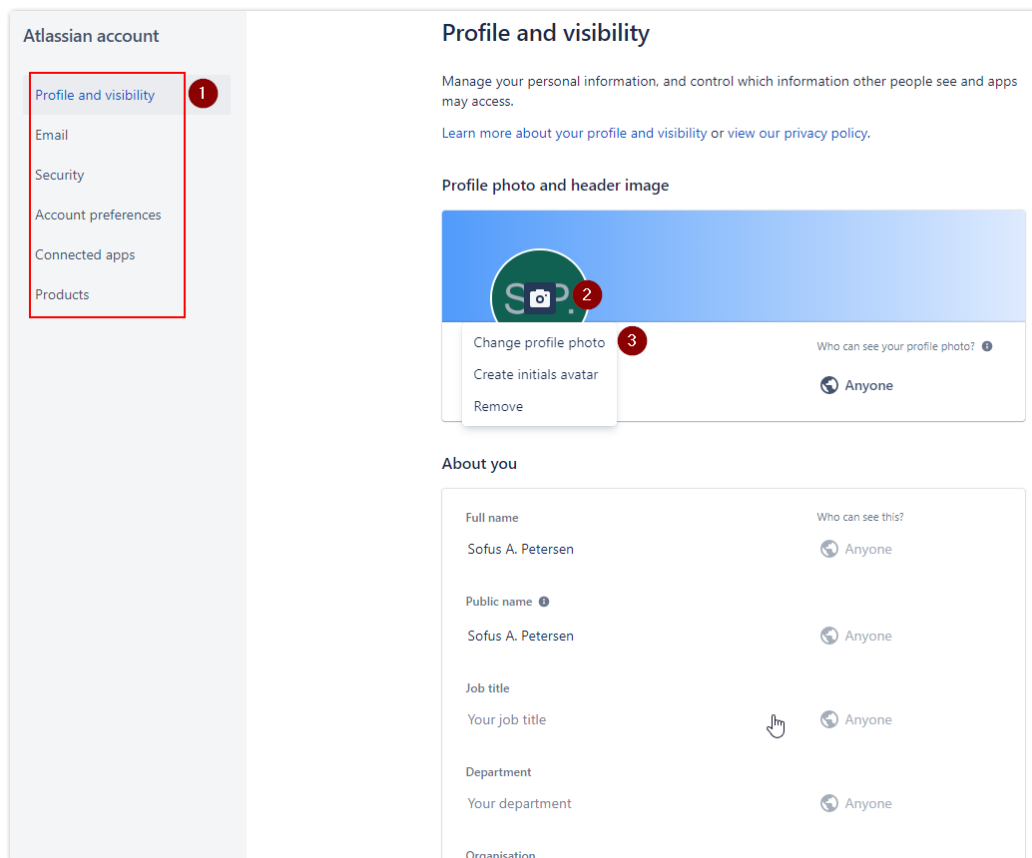 Atlassian account
Profile and visibility
1
Email
Security
Account preferences
Connected apps
Products
Profile and visibility
Manage your personal information, and control which information other people see and apps
may access.
Learn more about your profile and visibility or view our privacy policy.
Profile photo and header image
2
Change profile photo
3
Create initials avatar
Remove
Who can see your profile photo?
Anyone
About you
Full name
Who can see this?
Sofus A. Petersen
Anyone
Public name
Sofus A. Petersen
Anyone
Job title
Your job title
Anyone
Department
Your department
Anyone
Organisation